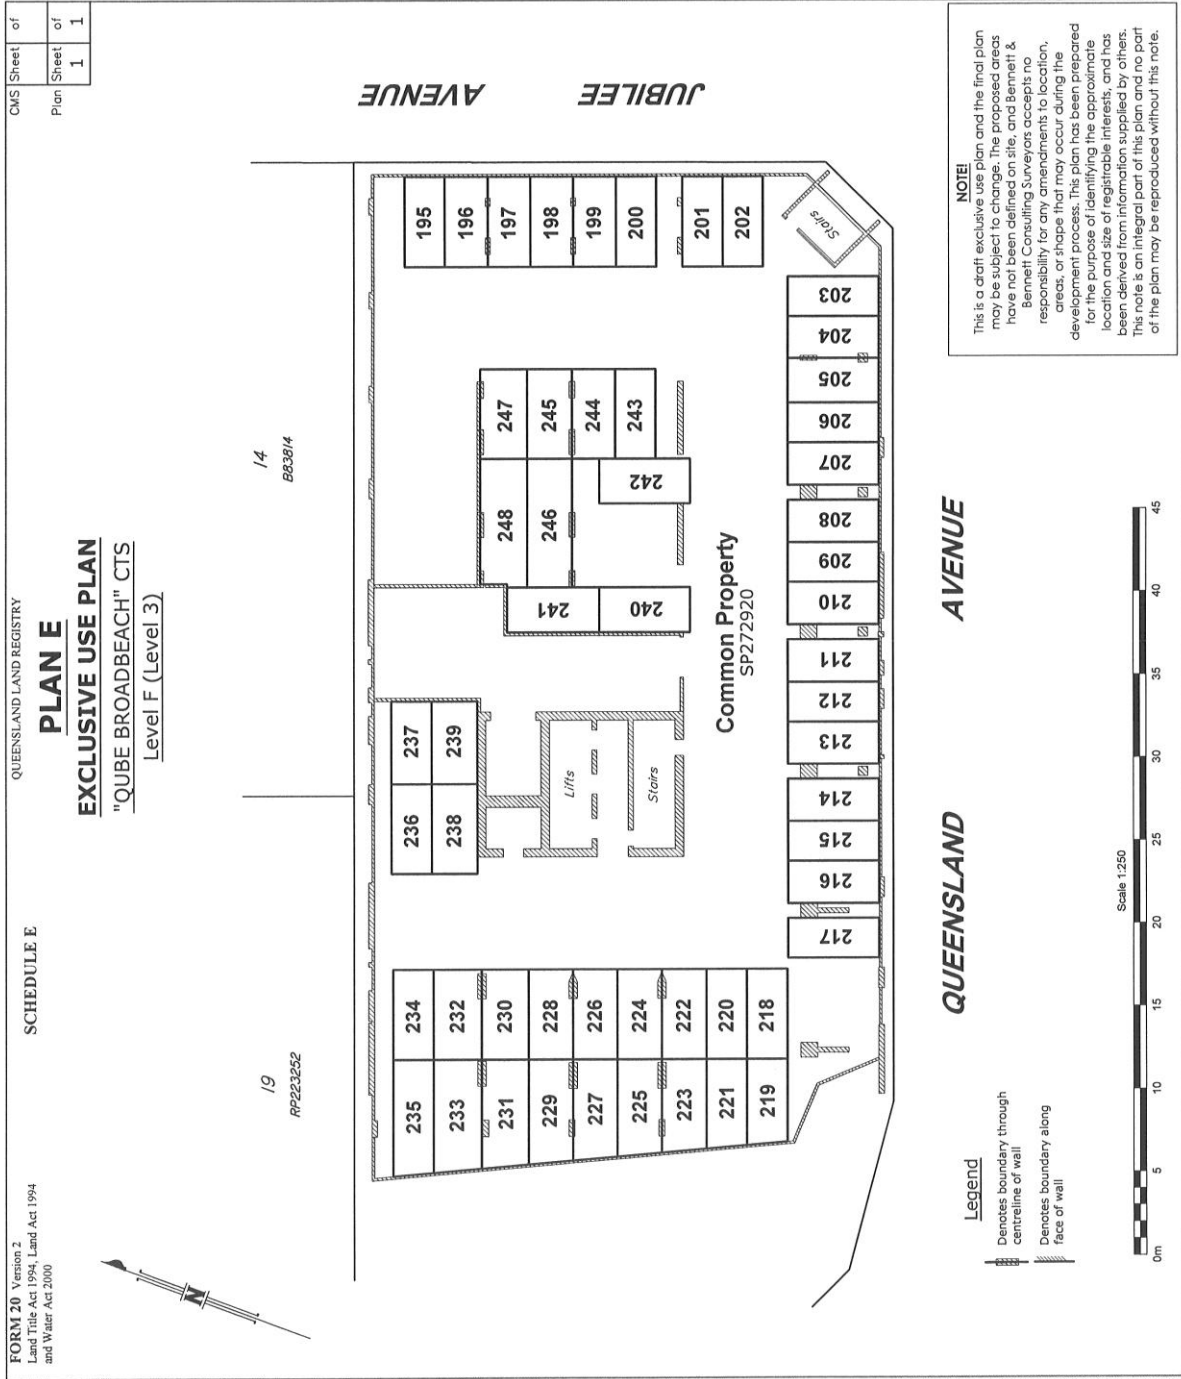 FORM 20 Version 2
Land Title Act 1994, Land Act 1994
and Water Act 2000
SCHEDULE E
QUEENSLAND LAND REGISTRY
CMS Sheet of
Plan Sheet of
1 1
PLAN E
EXCLUSIVE USE PLAN
"QUBE BROADBEACH" CTS
Level F (Level 3)
19
RP223252
14
B83814
JUBILEE AVENUE
195
196
197
198
199
200
201
202
Stairs
203
204
205
206
207
208
209
210
211
212
213
214
215
216
217
247
245
244
243
248
246
242
241
240
237
239
236
238
Lifts
Stairs
Common Property
SP272920
234
232
230
228
226
224
222
220
218
235
233
231
229
227
225
223
221
219
QUEENSLAND AVENUE
Legend
Denotes boundary through
centreline of wall
Denotes boundary along
face of wall
Scale 1:250
0m 5 10 15 20 25 30 35 40 45
N
NOTE!
This is a draft exclusive use plan and the final plan
may be subject to change. The proposed areas
have not been defined on site, and Bennett &
Bennett Consulting Surveyors accepts no
responsibility for any amendments to location,
areas, or shape that may occur during the
development process. This plan has been prepared
for the purpose of identifying the approximate
location and size of registrable interests, and has
been derived from information supplied by others.
This note is an integral part of this plan and no part
of the plan may be reproduced without this note.